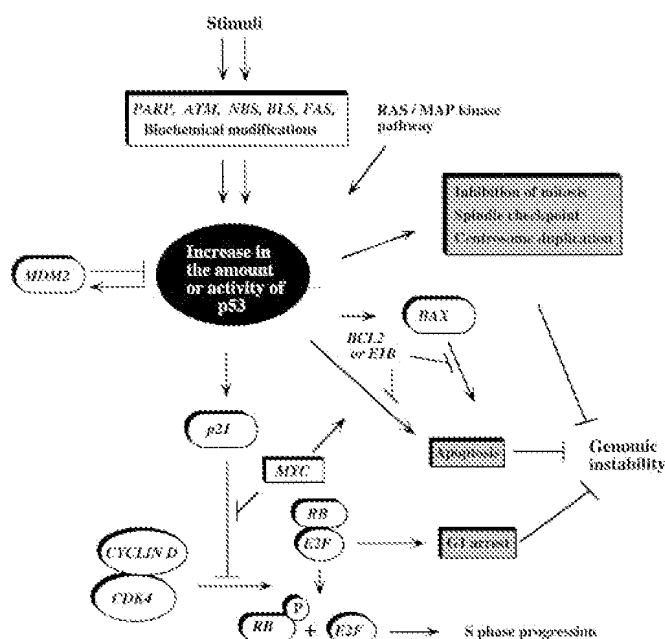 Stimuli
PARP, ATM, NBS, BLS, FAS,
Biochemical modifications
RAS / MAP kinase
pathway
Inhibition of mitosis
Spindle checkpoint
Centrosome duplication
Increase in
the amount
or activity of
p53
MDM2
BAX
BCL2
or E1B
p21
Apoptosis
Genomic
instability
MYC
RB
E2F
G1 arrest
CYCLIN D
CDK4
P
RB + E2F
S phase progression